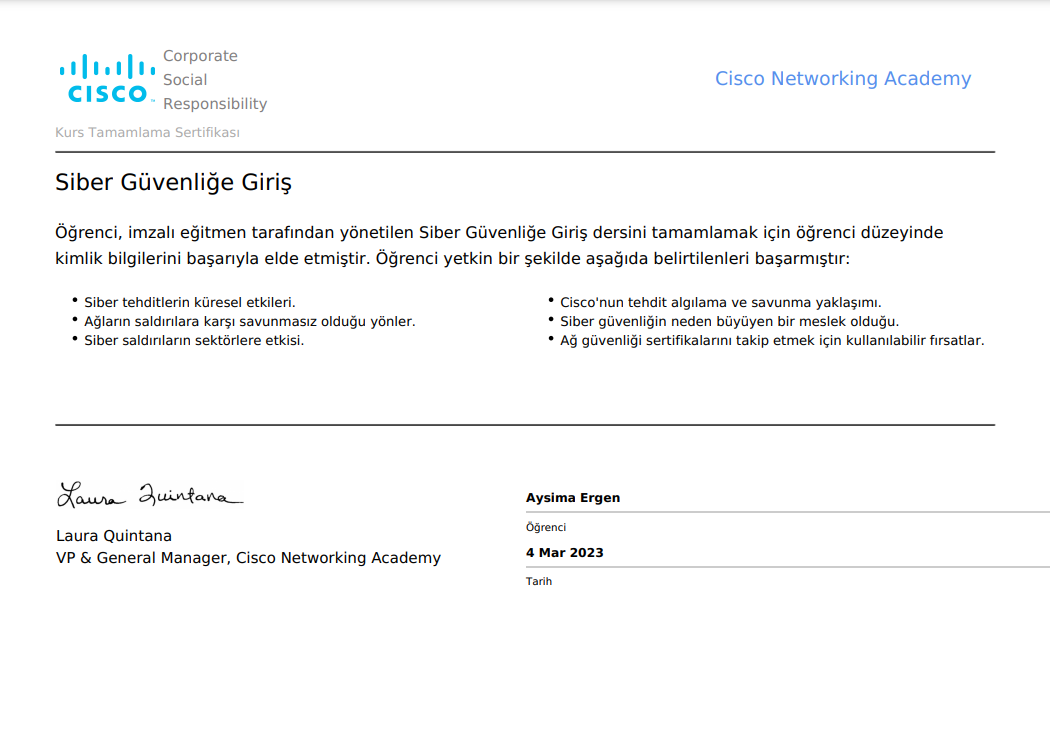 Corporate
Social
Responsibility
CISCO
Cisco Networking Academy
Kurs Tamamlama Sertifikası
Siber Güvenliğe Giriş
Öğrenci, imzalı eğitmen tarafından yönetilen Siber Güvenliğe Giriş dersini tamamlamak için öğrenci düzeyinde
kimlik bilgilerini başarıyla elde etmiştir. Öğrenci yetkin bir şekilde aşağıda belirtilenleri başarmıştır:
• Siber tehditlerin küresel etkileri.
• Ağların saldırılara karşı savunmasız olduğu yönler.
• Siber saldırıların sektörlere etkisi.
• Cisco'nun tehdit algılama ve savunma yaklaşımı.
• Siber güvenliğin neden büyüyen bir meslek olduğu.
• Ağ güvenliği sertifikalarını takip etmek için kullanılabilir fırsatlar.
Laura Quintana
Laura Quintana
VP & General Manager, Cisco Networking Academy
Aysima Ergen
Öğrenci
4 Mar 2023
Tarih